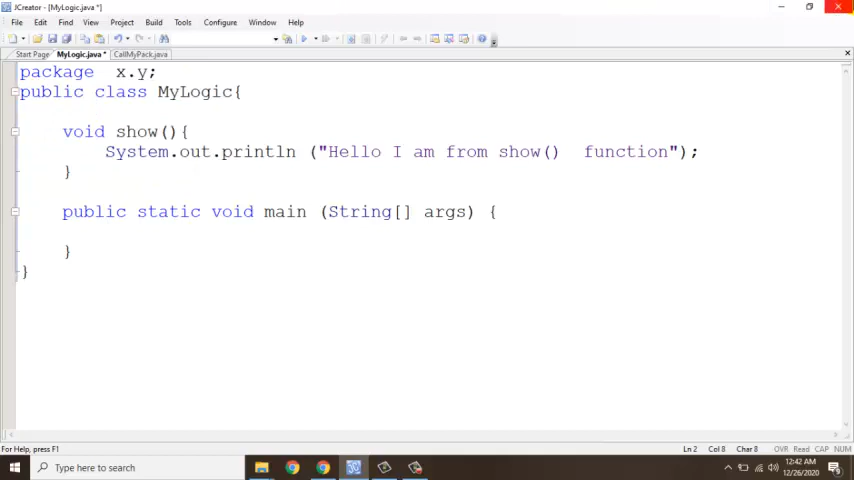 JCreator - [MyLogic.java *]
File Edit Find View Project Build Tools Configure Window Help
Start Page MyLogic.java * CallMyPack.java
package  x.y;
public class MyLogic{
void show(){
System.out.println ("Hello I am from show()  function");
}
public static void main (String[] args) {
}
}
For Help, press F1
Ln 2 Col 8 Char 8 OVR Read CAP NUM
Type here to search
12:42 AM
12/26/2020